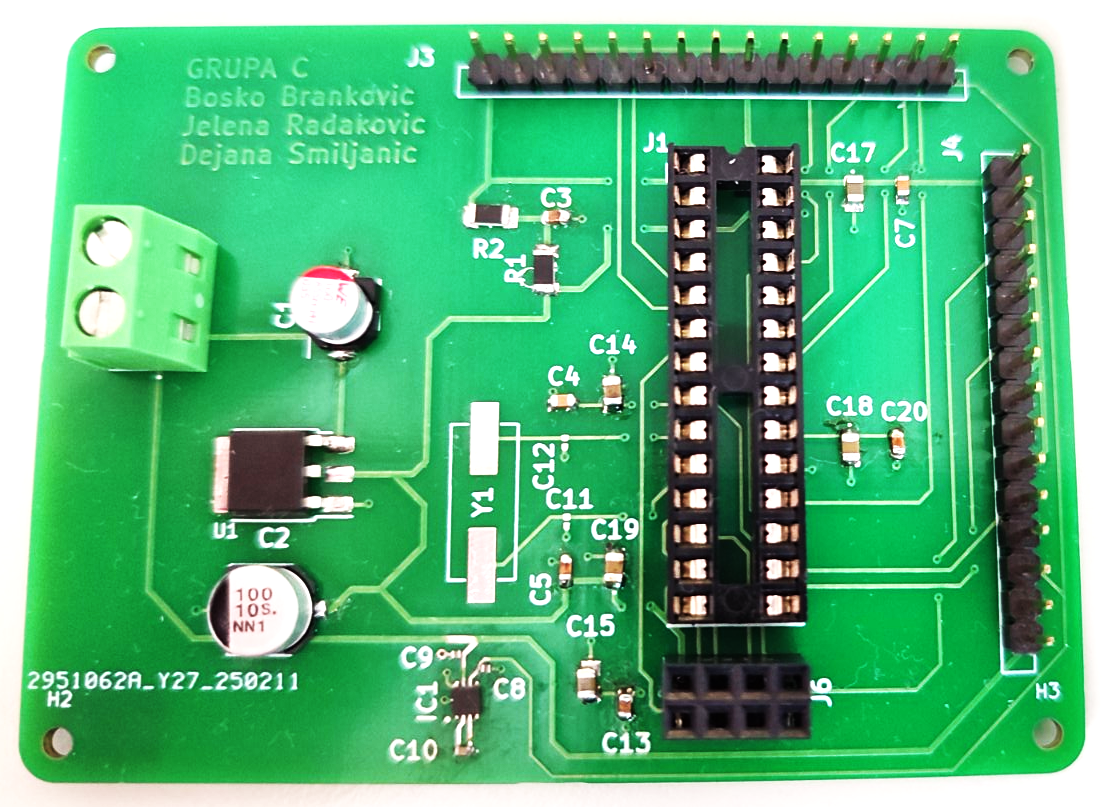 J3
GRUPA C
Bosko Brankovic
Jelena Radakovic
Dejana Smiljanic
J1
C17
J4
C3
R2
R1
C7
C1
C14
C4
C18 C20
C12
Y1
C11
U1 C2
C19
C5
100
10S.
NN1
C15
C9
2951062A_Y27_250211
H2
C8
J6
H3
IC1
C10
C13